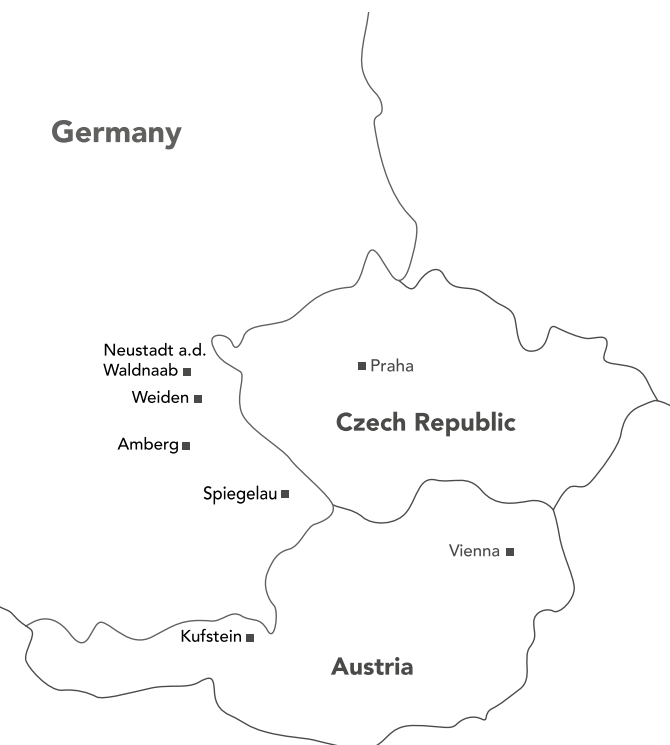 Germany
Neustadt a.d.
Waldnaab
Praha
Weiden
Czech Republic
Amberg
Spiegelau
Vienna
Kufstein
Austria